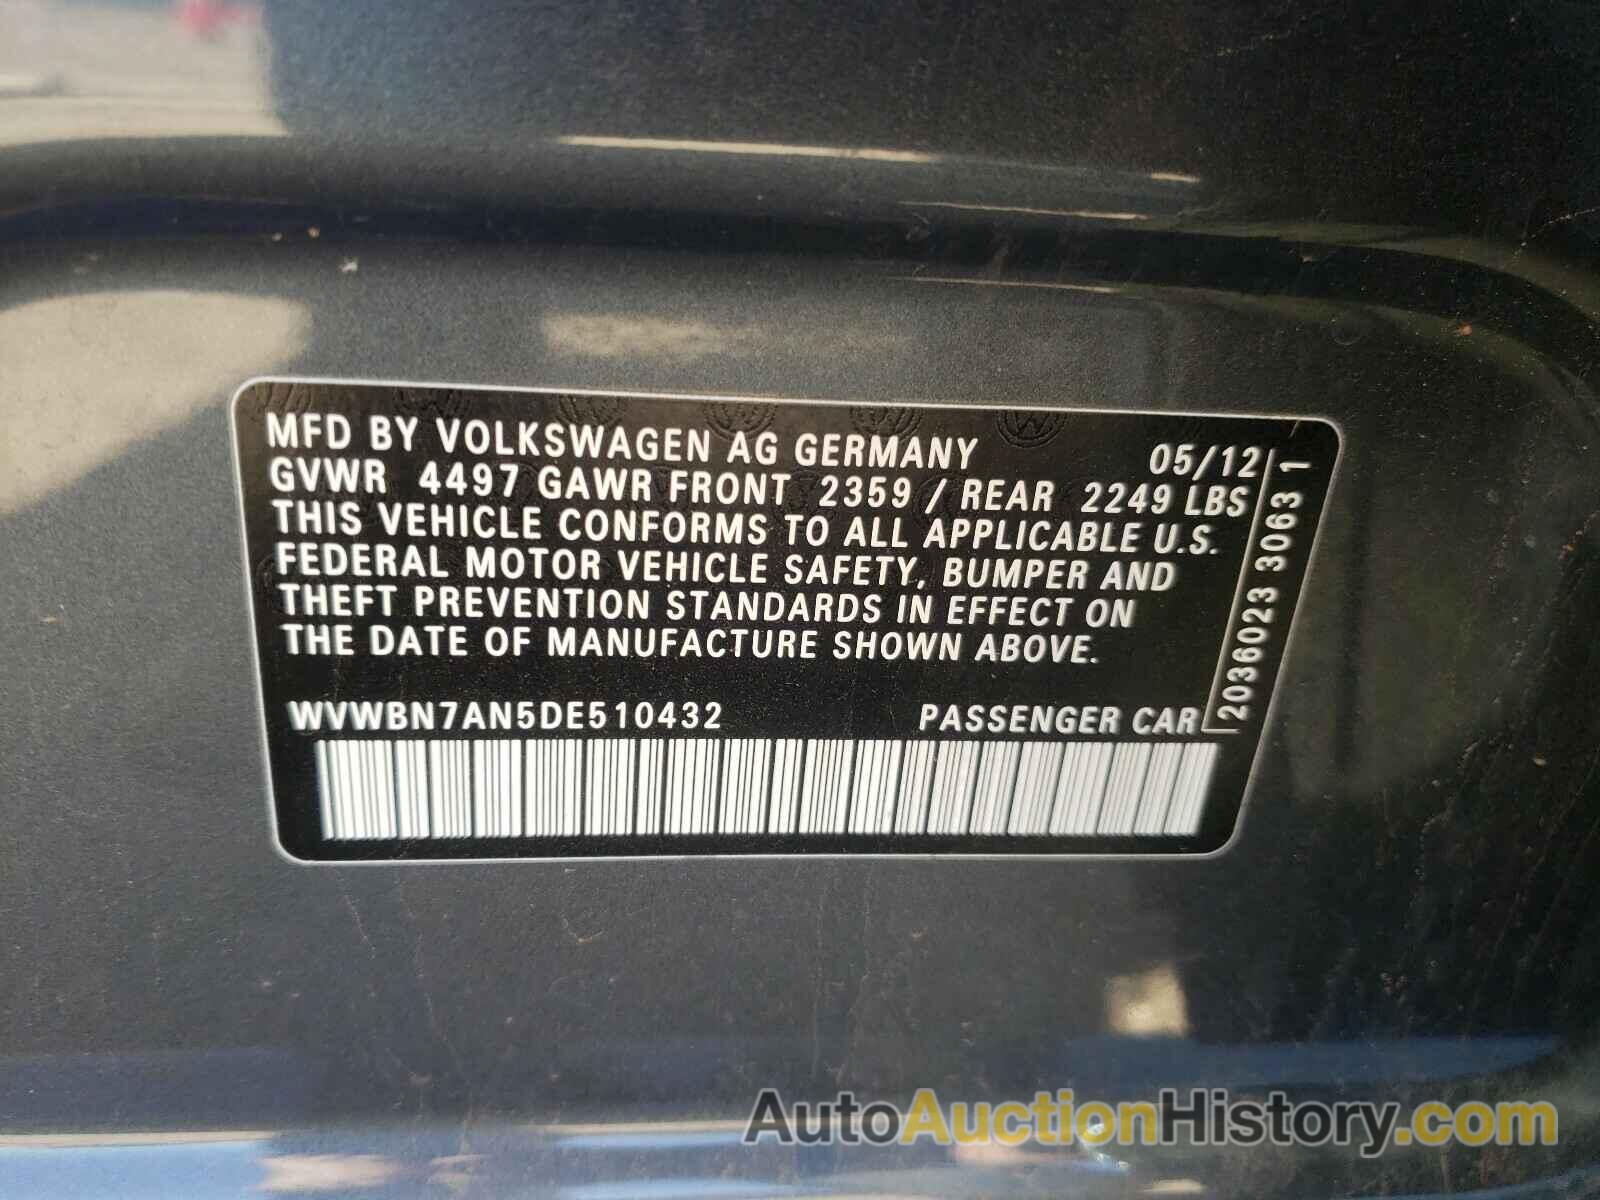 MFD BY VOLKSWAGEN AG GERMANY 05/12
GVWR 4497 GAWR FRONT 2359 / REAR 2249 LBS
THIS VEHICLE CONFORMS TO ALL APPLICABLE U.S.
FEDERAL MOTOR VEHICLE SAFETY, BUMPER AND
THEFT PREVENTION STANDARDS IN EFFECT ON
THE DATE OF MANUFACTURE SHOWN ABOVE.
WVWBN7AN5DE510432 PASSENGER CAR
2036023 3063 1
AutoAuctionHistory.com